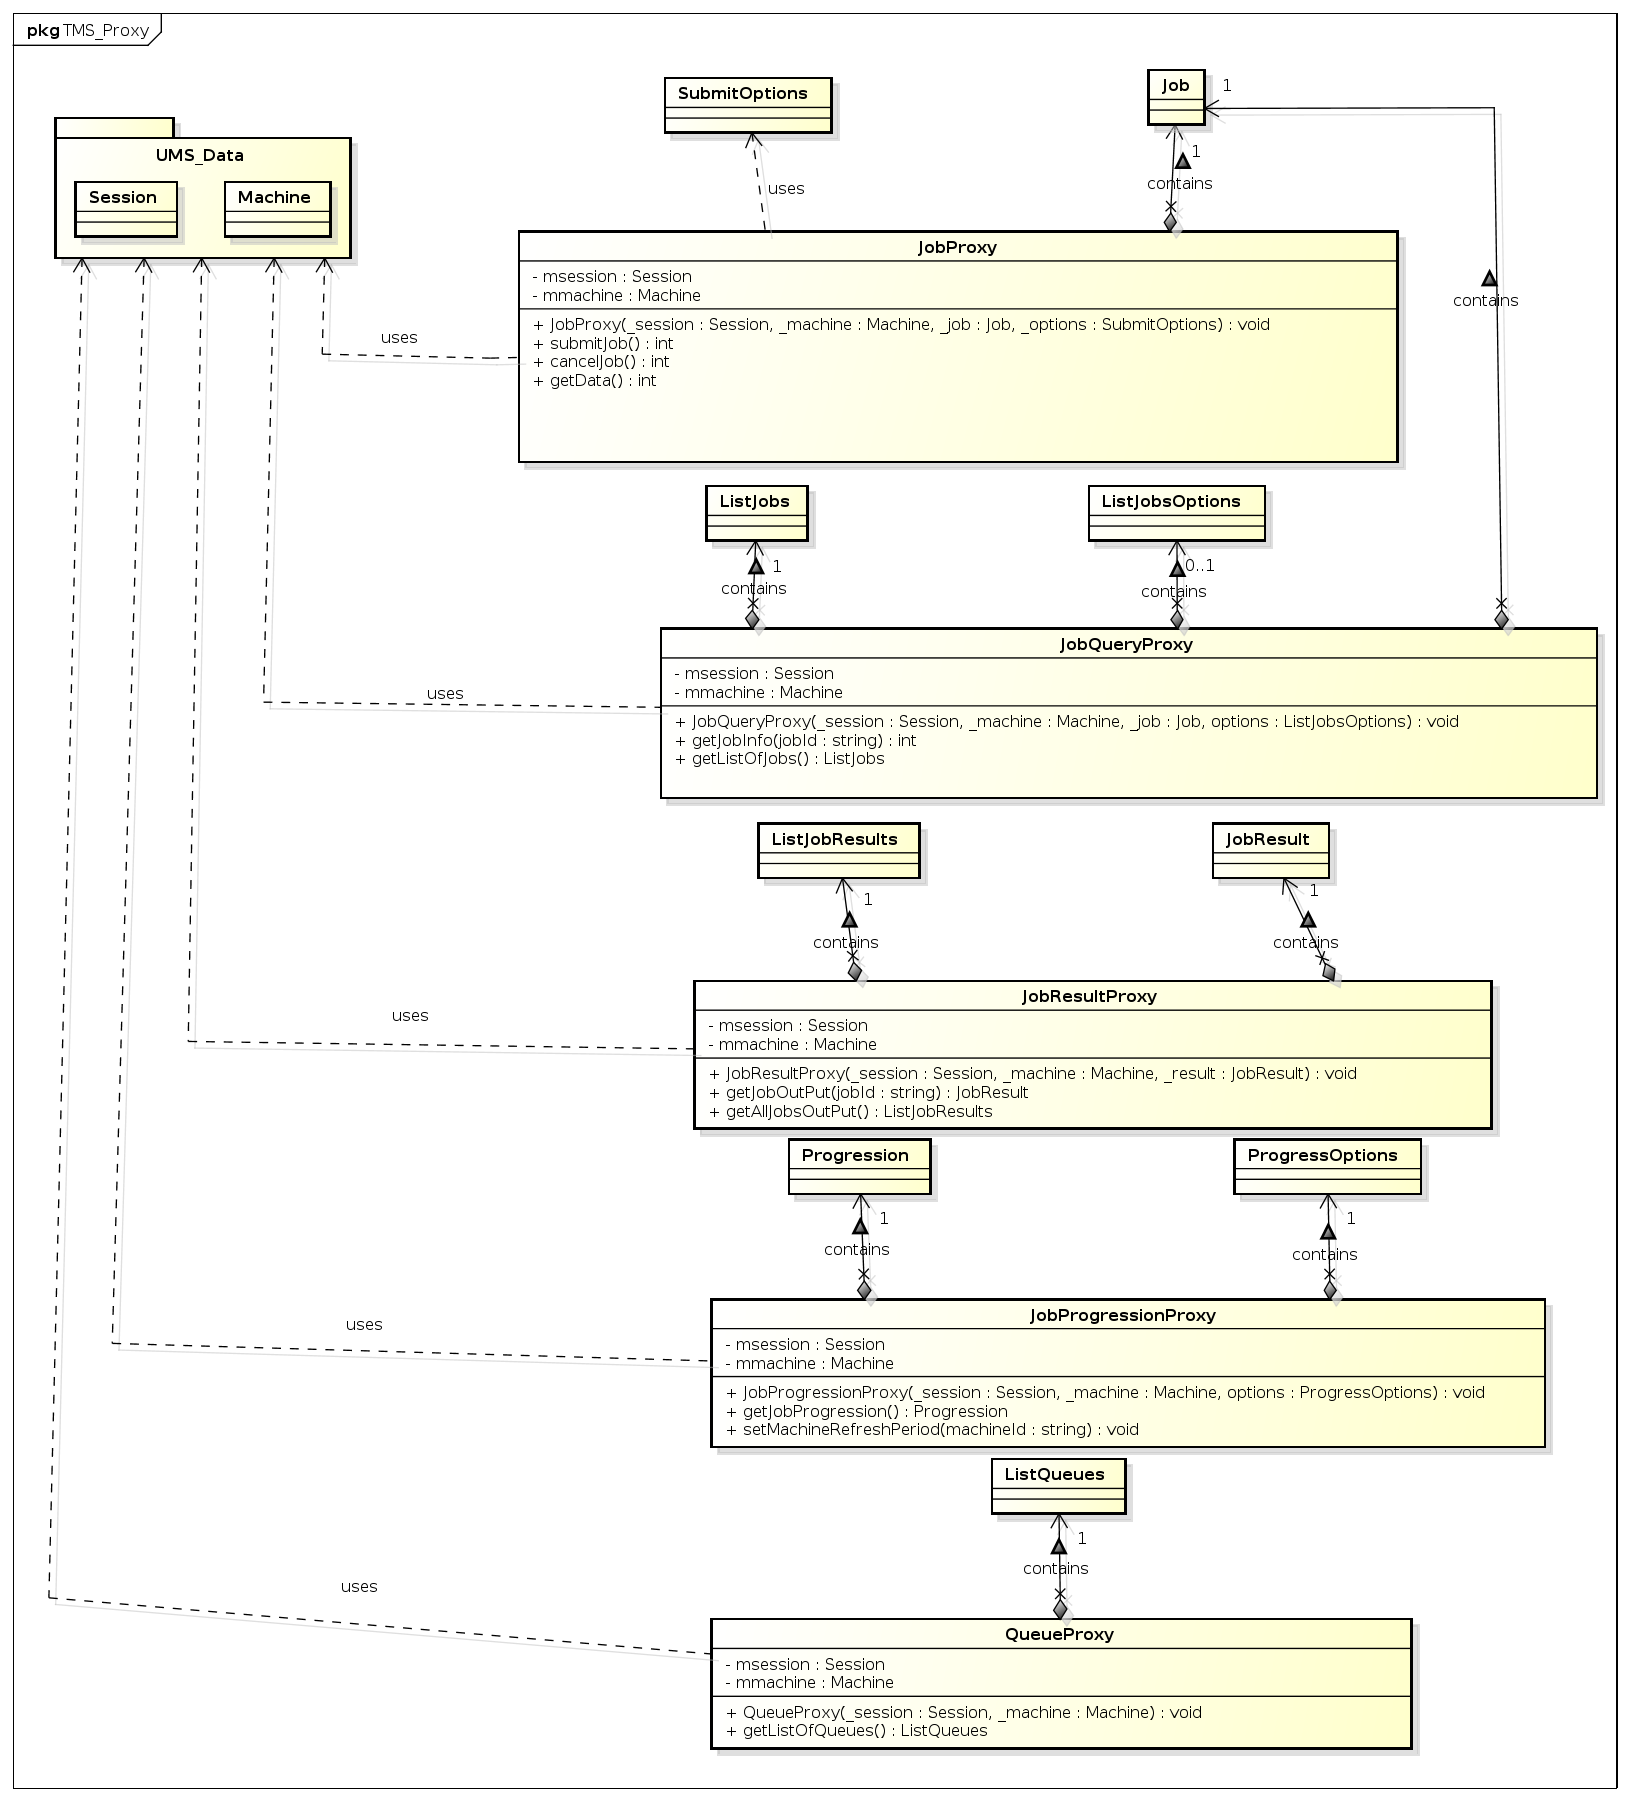 pkg TMS_Proxy
SubmitOptions
Job
1
UMS_Data
Session
Machine
uses
1
contains
JobProxy
- msession : Session
- mmachine : Machine
+ JobProxy(_session : Session, _machine : Machine, _job : Job, _options : SubmitOptions) : void
+ submitJob() : int
+ cancelJob() : int
+ getData() : int
contains
uses
ListJobs
ListJobsOptions
1
contains
0..1
contains
JobQueryProxy
- msession : Session
- mmachine : Machine
+ JobQueryProxy(_session : Session, _machine : Machine, _job : Job, options : ListJobsOptions) : void
+ getJobInfo(jobId : string) : int
+ getListOfJobs() : ListJobs
uses
ListJobResults
JobResult
1
contains
1
contains
JobResultProxy
- msession : Session
- mmachine : Machine
+ JobResultProxy(_session : Session, _machine : Machine, _result : JobResult) : void
+ getJobOutPut(jobId : string) : JobResult
+ getAllJobsOutPut() : ListJobResults
uses
Progression
ProgressOptions
1
contains
1
contains
JobProgressionProxy
- msession : Session
- mmachine : Machine
+ JobProgressionProxy(_session : Session, _machine : Machine, options : ProgressOptions) : void
+ getJobProgression() : Progression
+ setMachineRefreshPeriod(machineId : string) : void
uses
ListQueues
1
contains
uses
QueueProxy
- msession : Session
- mmachine : Machine
+ QueueProxy(_session : Session, _machine : Machine) : void
+ getListOfQueues() : ListQueues